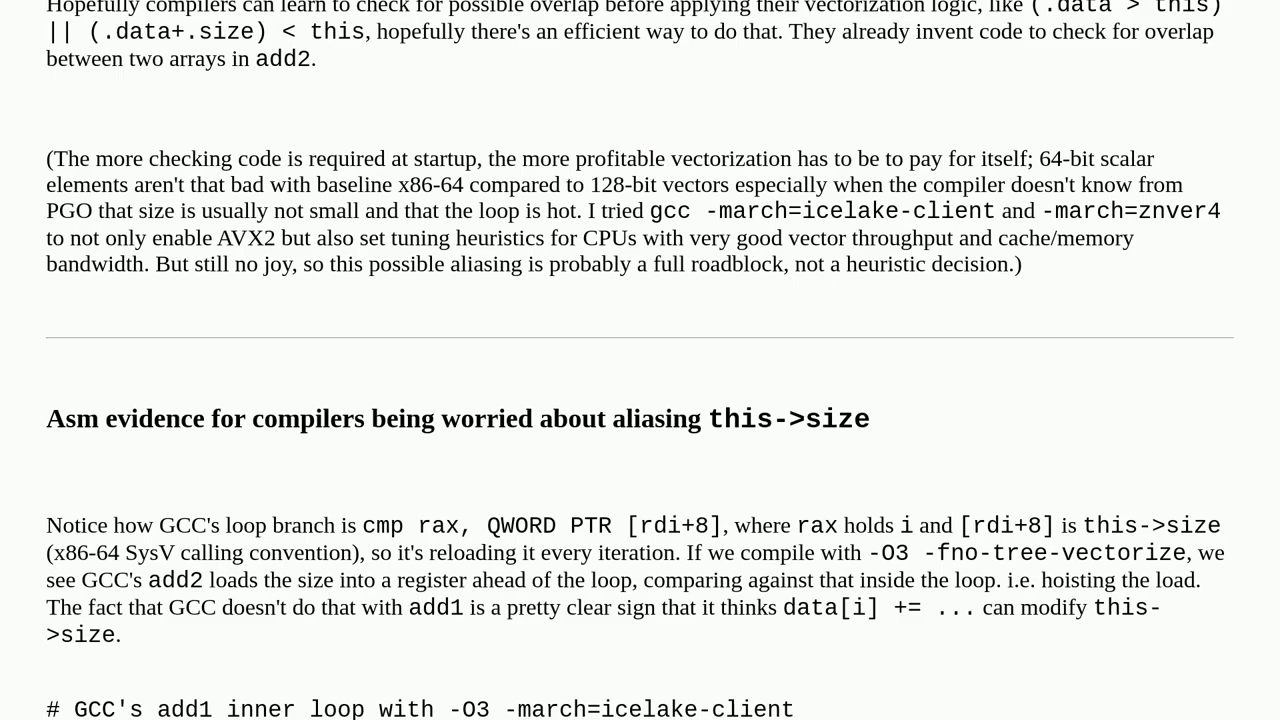 Hopefully compilers can learn to check for possible overlap before applying their vectorization logic, like (.data > this)
|| (.data+.size) < this, hopefully there's an efficient way to do that. They already invent code to check for overlap
between two arrays in add2.
(The more checking code is required at startup, the more profitable vectorization has to be to pay for itself; 64-bit scalar
elements aren't that bad with baseline x86-64 compared to 128-bit vectors especially when the compiler doesn't know from
PGO that size is usually not small and that the loop is hot. I tried gcc -march=icelake-client and -march=znver4
to not only enable AVX2 but also set tuning heuristics for CPUs with very good vector throughput and cache/memory
bandwidth. But still no joy, so this possible aliasing is probably a full roadblock, not a heuristic decision.)
Asm evidence for compilers being worried about aliasing this->size
Notice how GCC's loop branch is cmp rax, QWORD PTR [rdi+8], where rax holds i and [rdi+8] is this->size
(x86-64 SysV calling convention), so it's reloading it every iteration. If we compile with -O3 -fno-tree-vectorize, we
see GCC's add2 loads the size into a register ahead of the loop, comparing against that inside the loop. i.e. hoisting the load.
The fact that GCC doesn't do that with add1 is a pretty clear sign that it thinks data[i] += ... can modify this-
>size.
# GCC's add1 inner loop with -O3 -march=icelake-client